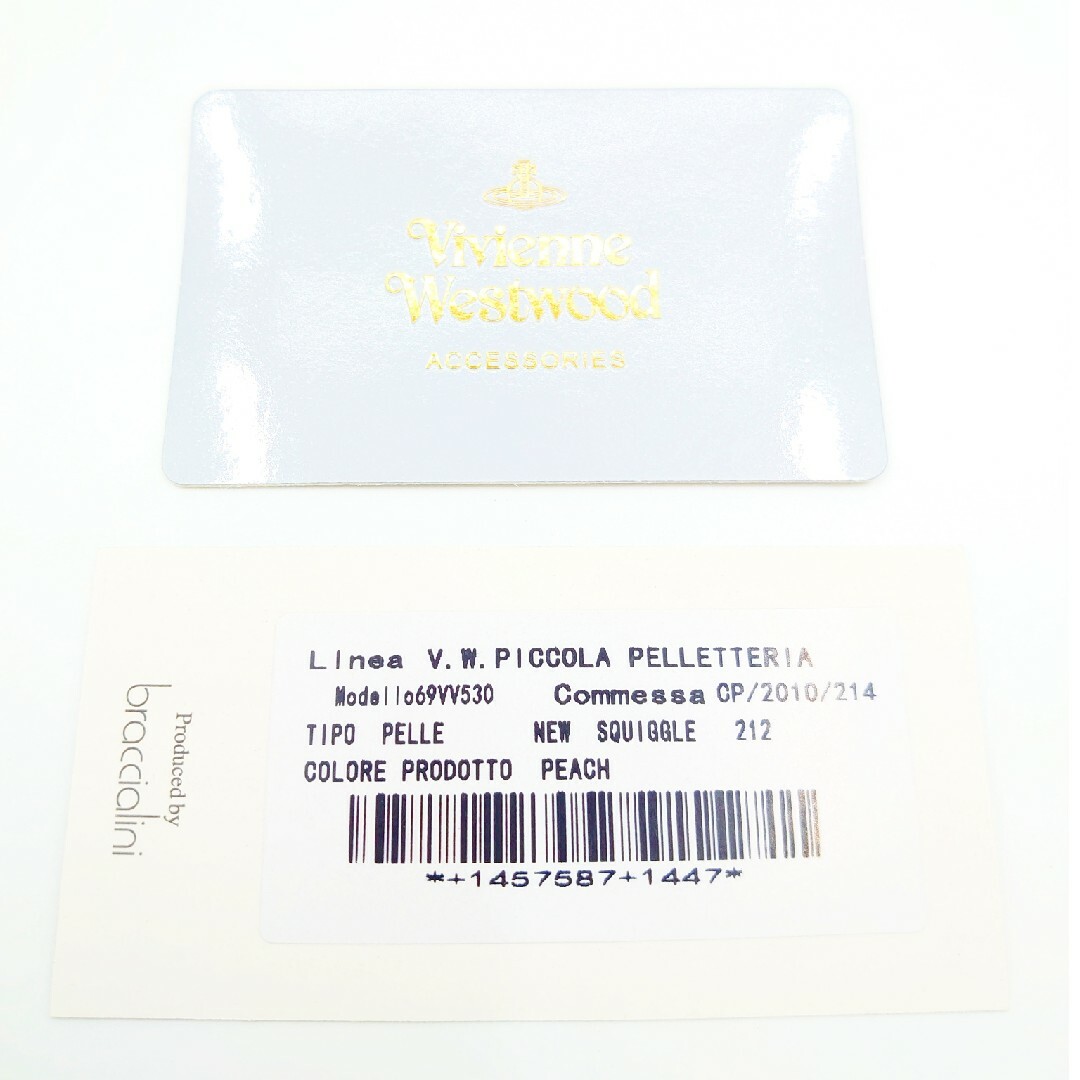 Vivienne
Westwood
ACCESSORIES
Linea V.W.PICCOLA PELLETTERIA
Modello69VV530 Commessa CP/2010/214
TIPO PELLE NEW SQUIGGLE 212
COLORE PRODOTTO PEACH
*+1457587+1447*
Produced by
braccialini